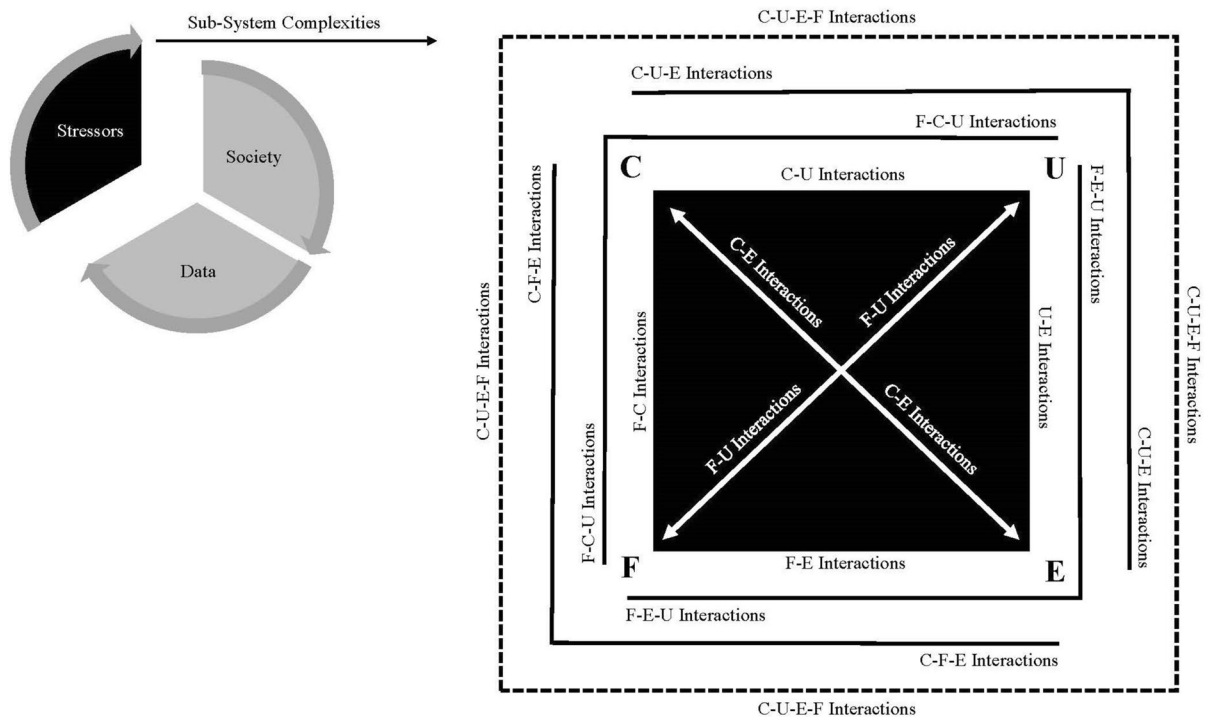 Sub-System Complexities
Stressors
Society
Data
C-U-E-F Interactions
C-U-E Interactions
F-C-U Interactions
C
U
C-U Interactions
C-F-E Interactions
F-E-U Interactions
C-E Interactions
F-U Interactions
C-U-E-F Interactions
F-C Interactions
U-E Interactions
C-U-E-F Interactions
F-U Interactions
C-E Interactions
F-C-U Interactions
C-U-E Interactions
F
F-E Interactions
E
F-E-U Interactions
C-F-E Interactions
C-U-E-F Interactions